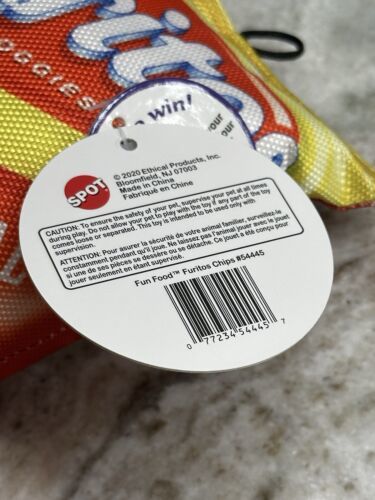 ritos
OGGIES
win!
your
your
SPOT
© 2020 Ethical Products, Inc.
Bloomfield, NJ 07003
Made in China
Fabriqué en Chine
CAUTION: To ensure the safety of your pet, supervise your pet at all times
during play. Do not allow your pet to play with the toy if any part of the toy
comes loose or separated. This toy is intended to be used only with
supervision.
ATTENTION: Pour assurer la sécurité de votre animal familier, surveillez-le
constamment pendant qu'il joue. Ne laissez pas l'animal jouer avec le jouet
si une de ses pièces se desserre ou se détache. Ce jouet a été conçu pour
jouer seulement en étant supervisé.
Fun Food™ Furitos Chips #54445
0 77234 54445 7